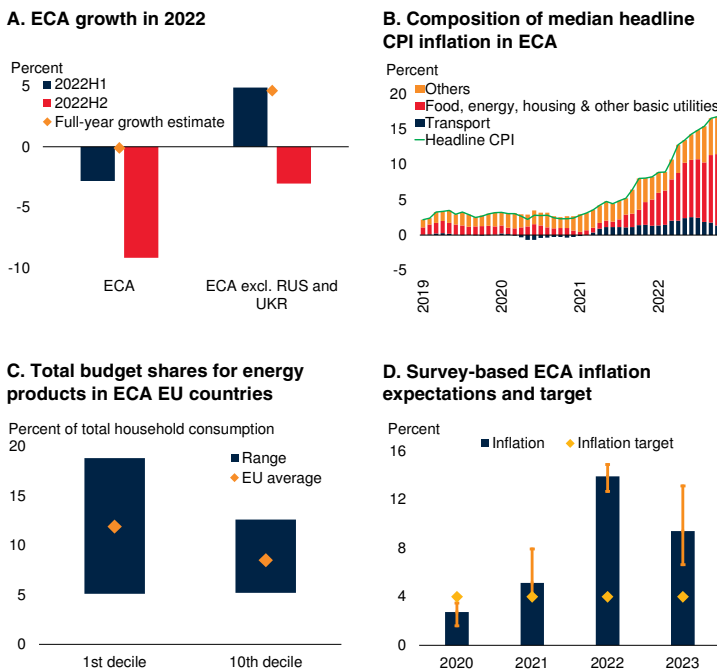 A. ECA growth in 2022
Percent
5
0
-5
-10
2022H1
2022H2
Full-year growth estimate
ECA
ECA excl. RUS and
UKR
B. Composition of median headline
CPI inflation in ECA
Percent
20
15
10
5
0
-5
Others
Food, energy, housing & other basic utilities
Transport
Headline CPI
2019
2020
2021
2022
C. Total budget shares for energy
products in ECA EU countries
Percent of total household consumption
20
15
10
5
0
Range
EU average
1st decile
10th decile
D. Survey-based ECA inflation
expectations and target
Percent
16
12
8
4
0
Inflation
Inflation target
2020
2021
2022
2023